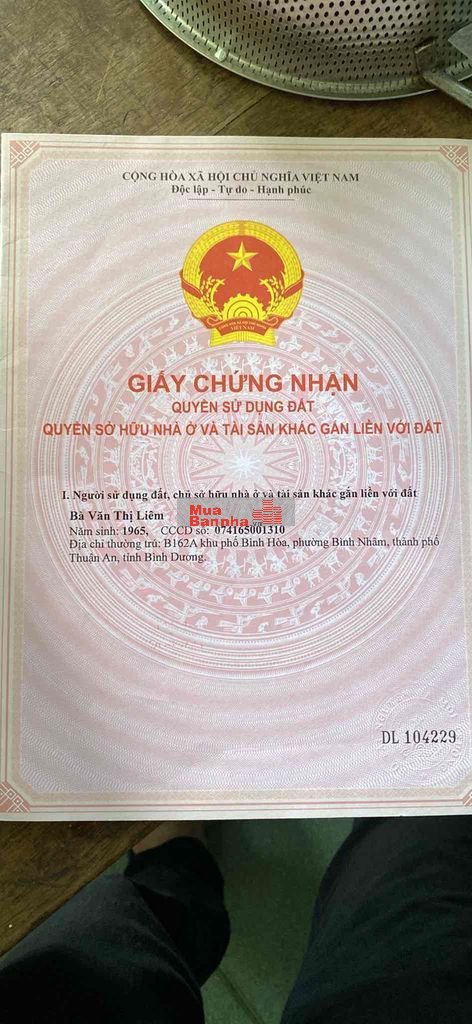 CỘNG HÒA XÃ HỘI CHỦ NGHĨA VIỆT NAM
Độc lập - Tự do - Hạnh phúc
VIỆT NAM
GIẤY CHỨNG NHẬN
QUYỀN SỬ DỤNG ĐẤT
QUYỀN SỞ HỮU NHÀ Ở VÀ TÀI SẢN KHÁC GẮN LIỀN VỚI ĐẤT
I. Người sử dụng đất, chủ sở hữu nhà ở và tài sản khác gắn liền với đất
Bà Văn Thị Liêm
Mua
Bannha
Năm sinh: 1965, CCCD số: 074165001310
Địa chỉ thường trú: B162A khu phố Bình Hòa, phường Bình Nhâm, thành phố
Thuận An, tỉnh Bình Dương.
DL 104229